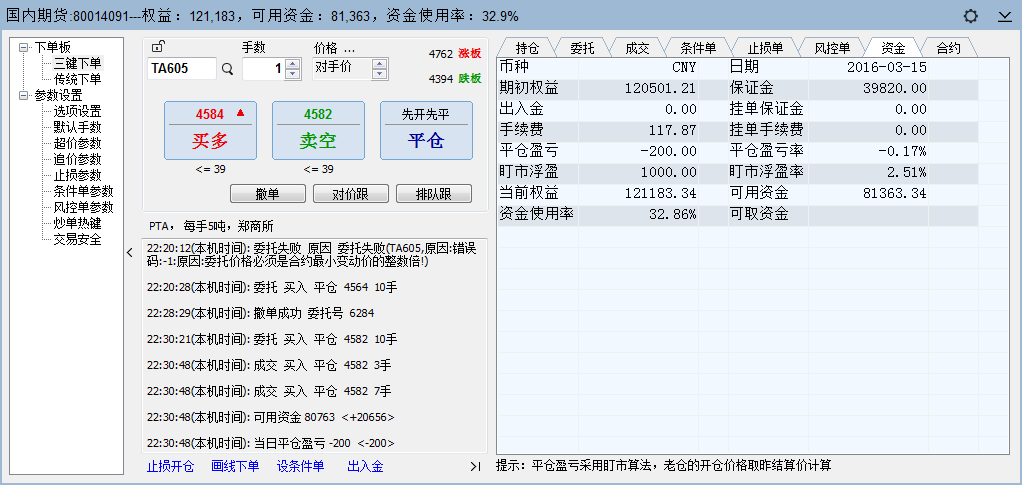 国内期货:80014091---权益：121,183，可用资金：81,363，资金使用率：32.9%
下单板
三键下单
传统下单
参数设置
选项设置
默认手数
超价参数
追价参数
止损参数
条件单参数
风控单参数
炒单热键
交易安全
手数 价格 ...
TA605 1 对手价
4762 涨板
4394 跌板
4584 4582 先开先平
买多 卖空 平仓
<= 39 <= 39
撤单 对价跟 排队跟
PTA， 每手5吨，郑商所
22:20:12(本机时间): 委托失败 原因 委托失败(TA605,原因:错误
码:-1:原因:委托价格必须是合约最小变动价的整数倍!)
22:20:28(本机时间): 委托 买入 平仓 4564 10手
22:28:29(本机时间): 撤单成功 委托号 6284
22:30:21(本机时间): 委托 买入 平仓 4582 10手
22:30:48(本机时间): 成交 买入 平仓 4582 3手
22:30:48(本机时间): 成交 买入 平仓 4582 7手
22:30:48(本机时间): 可用资金 80763 <+20656>
22:30:48(本机时间): 当日平仓盈亏 -200 <-200>
止损开仓 画线下单 设条件单 出入金
持仓 委托 成交 条件单 止损单 风控单 资金 合约
币种 CNY 日期 2016-03-15
期初权益 120501.21 保证金 39820.00
出入金 0.00 挂单保证金 0.00
手续费 117.87 挂单手续费 0.00
平仓盈亏 -200.00 平仓盈亏率 -0.17%
盯市浮盈 1000.00 盯市浮盈率 2.51%
当前权益 121183.34 可用资金 81363.34
资金使用率 32.86% 可取资金
提示：平仓盈亏采用盯市算法，老仓的开仓价格取昨结算价计算